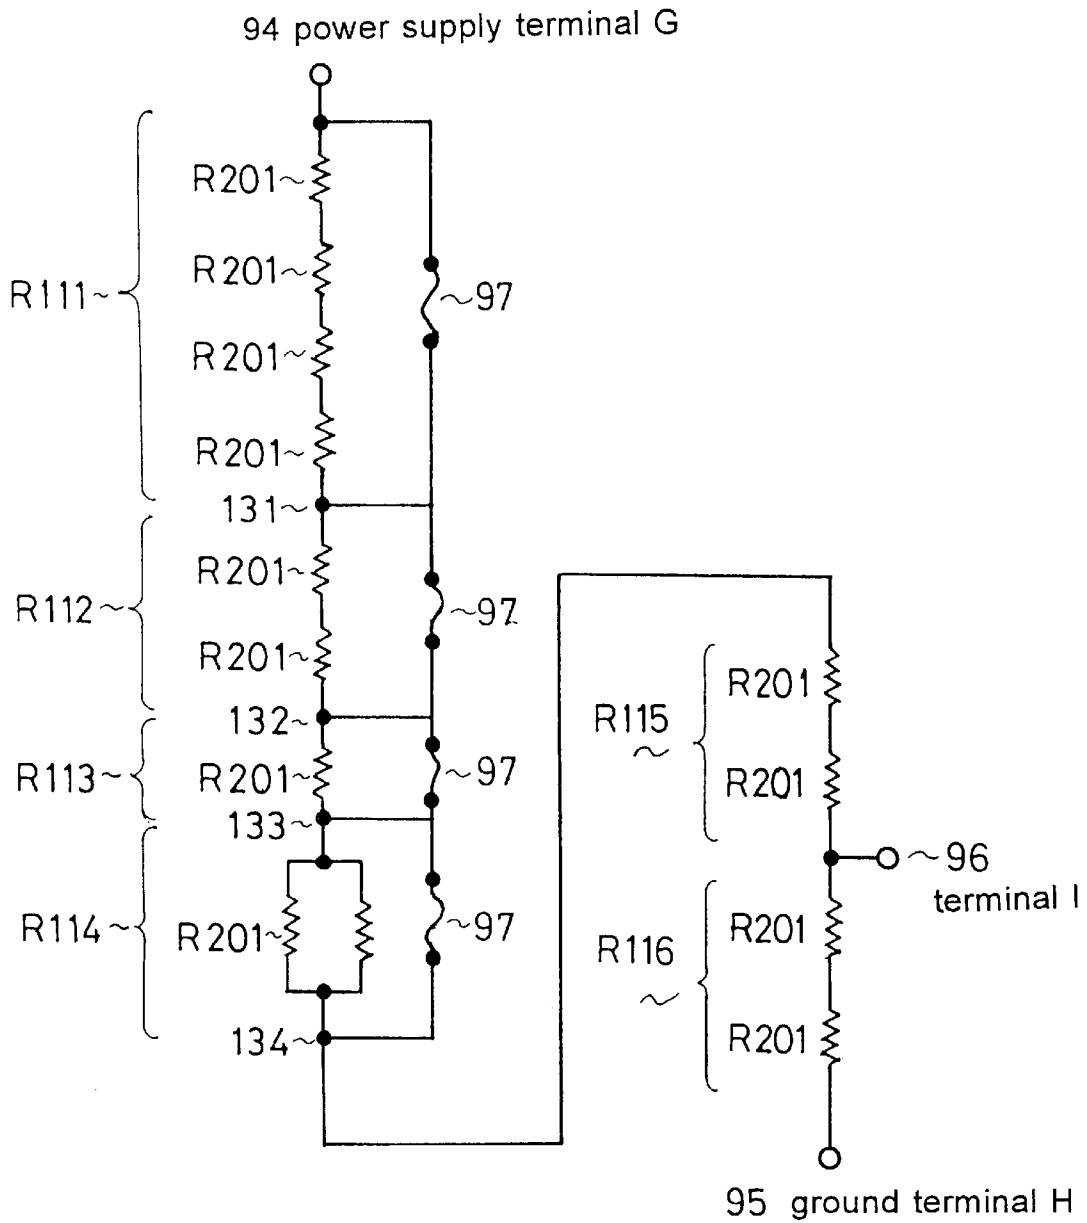 94 power supply terminal G
R201~
R201~
R111~
~97
R201~
R201~
131~
R201~
R112~
~97
R201~
R201
R115
132~
R113~
R201~
~97
R201
133~
~96
terminal I
R114~
R201~
~97
R201
R116
134~
R201
95 ground terminal H